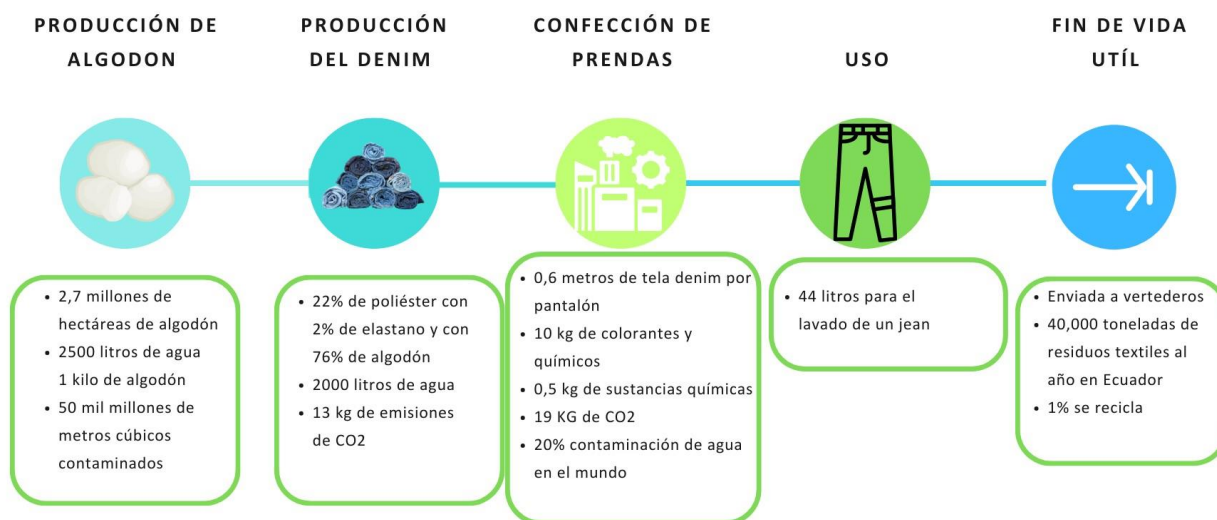 PRODUCCIÓN DE
ALGODON
PRODUCCIÓN
DEL DENIM
CONFECCIÓN DE
PRENDAS
USO
FIN DE VIDA
UTÍL
• 2,7 millones de
hectáreas de algodón
• 2500 litros de agua
1 kilo de algodón
• 50 mil millones de
metros cúbicos
contaminados
• 22% de poliéster con
2% de elastano y con
76% de algodón
• 2000 litros de agua
• 13 kg de emisiones
de CO2
• 0,6 metros de tela denim por
pantalón
• 10 kg de colorantes y
químicos
• 0,5 kg de sustancias químicas
• 19 KG de CO2
• 20% contaminación de agua
en el mundo
• 44 litros para el
lavado de un jean
• Enviada a vertederos
• 40,000 toneladas de
residuos textiles al
año en Ecuador
• 1% se recicla